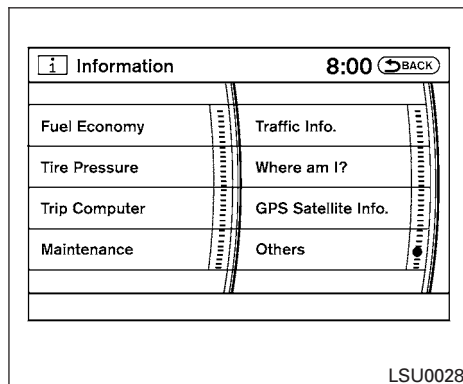 i Information 8:00 BACK
Fuel Economy
Tire Pressure
Trip Computer
Maintenance
Traffic Info.
Where am I?
GPS Satellite Info.
Others
LSU0028